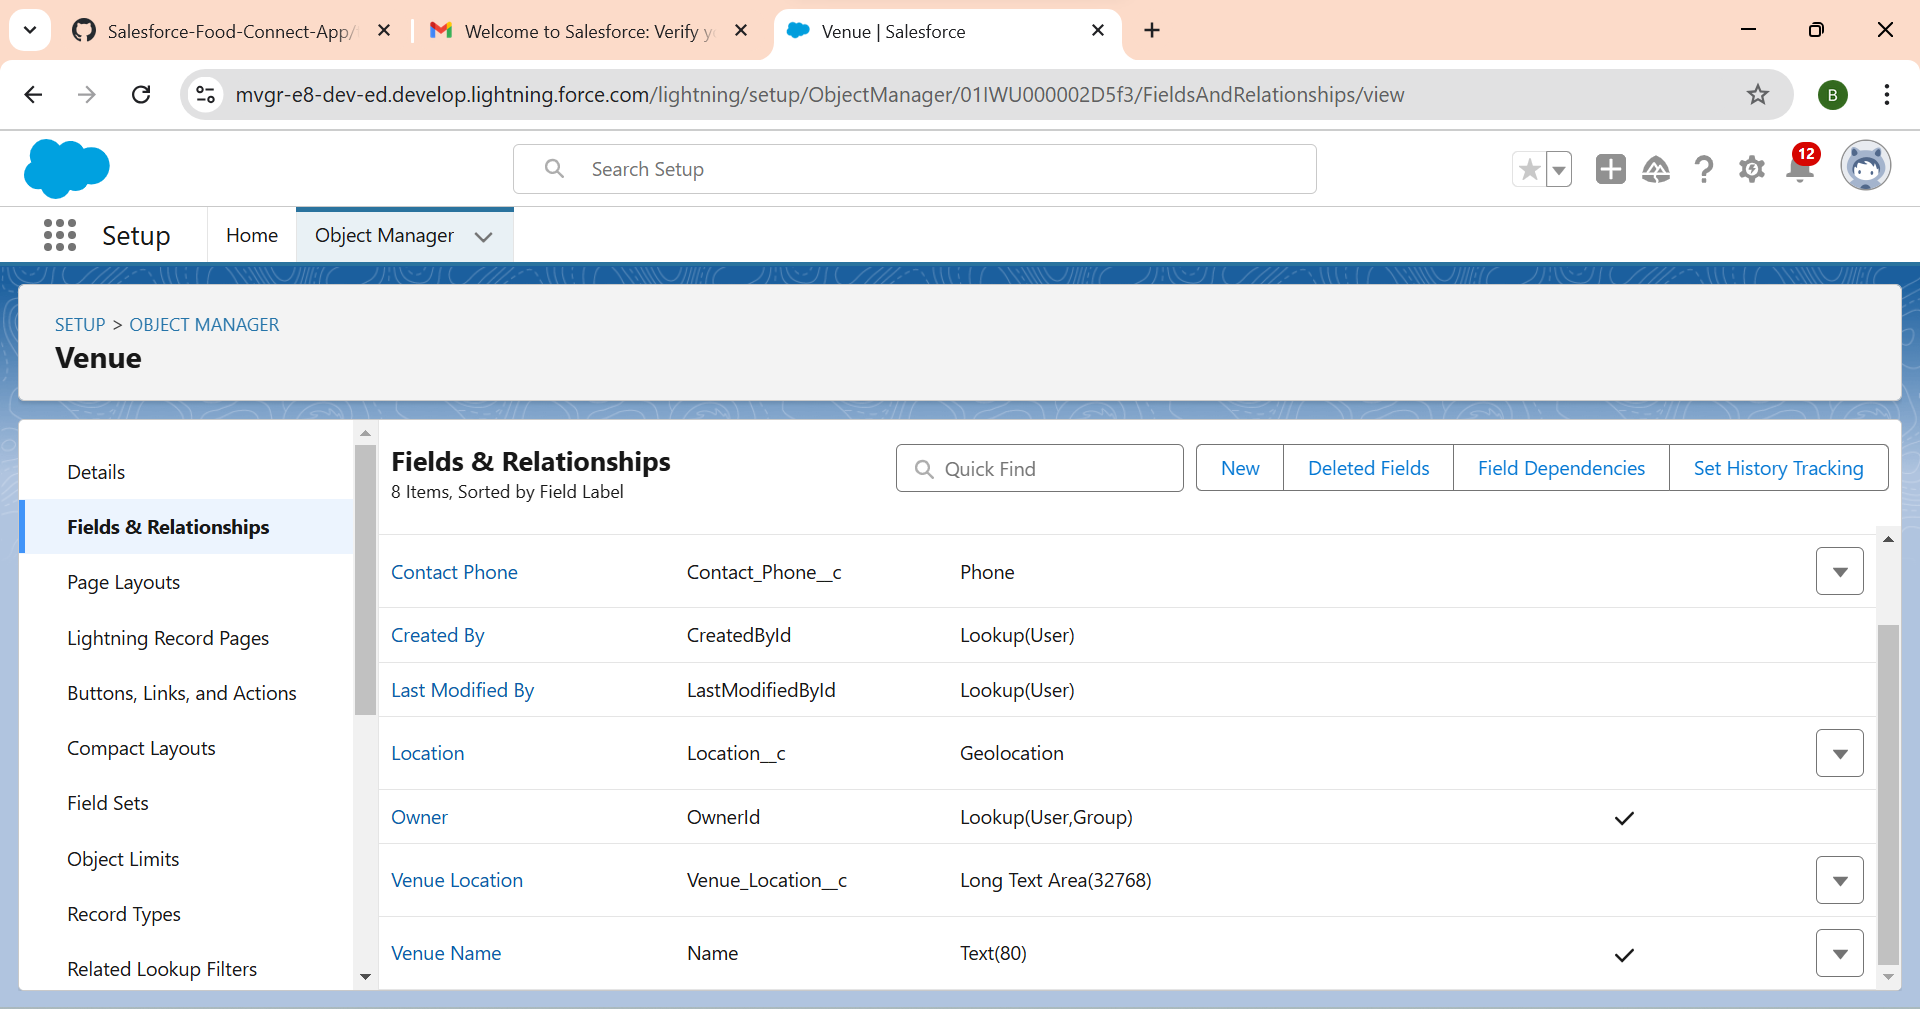 Salesforce-Food-Connect-App/
Welcome to Salesforce: Verify yo
Venue | Salesforce
mvgr-e8-dev-ed.develop.lightning.force.com/lightning/setup/ObjectManager/01IWU000002D5f3/FieldsAndRelationships/view
B
Search Setup
12
Setup
Home
Object Manager
SETUP > OBJECT MANAGER
Venue
Details
Fields & Relationships
Page Layouts
Lightning Record Pages
Buttons, Links, and Actions
Compact Layouts
Field Sets
Object Limits
Record Types
Related Lookup Filters
Fields & Relationships
8 Items, Sorted by Field Label
Quick Find
New
Deleted Fields
Field Dependencies
Set History Tracking
Contact Phone Contact_Phone__c Phone
Created By CreatedById Lookup(User)
Last Modified By LastModifiedById Lookup(User)
Location Location__c Geolocation
Owner OwnerId Lookup(User,Group)
Venue Location Venue_Location__c Long Text Area(32768)
Venue Name Name Text(80)